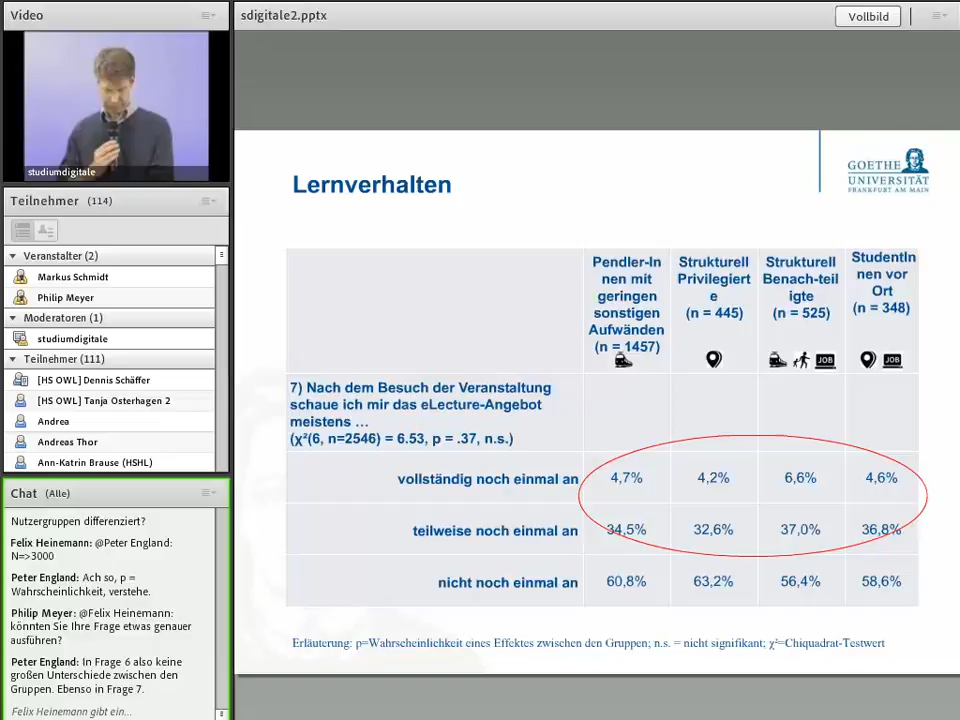 Video
studiumdigitale
Teilnehmer (114)
Veranstalter (2)
Markus Schmidt
Philip Meyer
Moderatoren (1)
studiumdigitale
Teilnehmer (111)
[HS OWL] Dennis Schäffer
[HS OWL] Tanja Osterhagen 2
Andrea
Andreas Thor
Ann-Katrin Brause (HSHL)
Chat (Alle)
Nutzergruppen differenziert?
Felix Heinemann: @Peter England:
N=>3000
Peter England: Ach so, p =
Wahrscheinlichkeit, verstehe.
Philip Meyer: @Felix Heinemann:
könnten Sie Ihre Frage etwas genauer
ausführen?
Peter England: In Frage 6 also keine
großen Unterschiede zwischen den
Gruppen. Ebenso in Frage 7.
Felix Heinemann gibt ein...
sdigitale2.pptx
Vollbild
GOETHE
UNIVERSITÄT
FRANKFURT AM MAIN
Lernverhalten
Pendler-In
nen mit
geringen
sonstigen
Aufwänden
(n = 1457)
Strukturell
Privilegiert
e
(n = 445)
Strukturell
Benach-teil
igte
(n = 525)
JOB
StudentIn
nen vor
Ort
(n = 348)
JOB
7) Nach dem Besuch der Veranstaltung
schaue ich mir das eLecture-Angebot
meistens …
(χ²(6, n=2546) = 6.53, p = .37, n.s.)
vollständig noch einmal an 4,7% 4,2% 6,6% 4,6%
teilweise noch einmal an 34,5% 32,6% 37,0% 36,8%
nicht noch einmal an 60,8% 63,2% 56,4% 58,6%
Erläuterung: p=Wahrscheinlichkeit eines Effektes zwischen den Gruppen; n.s. = nicht signifikant; χ²=Chiquadrat-Testwert